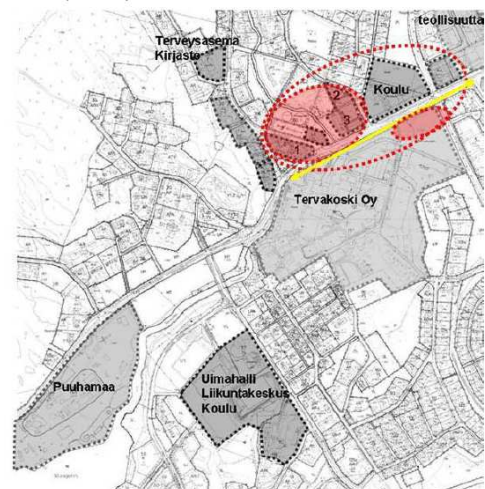 teollisuutta
Terveysasema
Kirjasto
Koulu
2
3
1
Tervakoski Oy
Puuhamaa
Uimahalli
Liikuntakeskus
Koulu